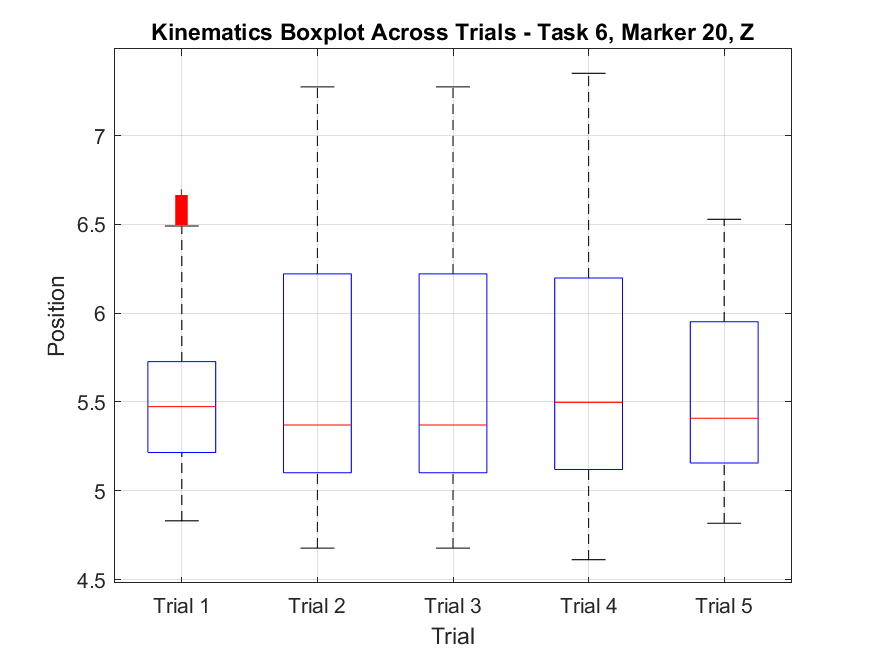 Kinematics Boxplot Across Trials - Task 6, Marker 20, Z
Position
7
6.5
6
5.5
5
4.5
Trial 1 Trial 2 Trial 3 Trial 4 Trial 5
Trial